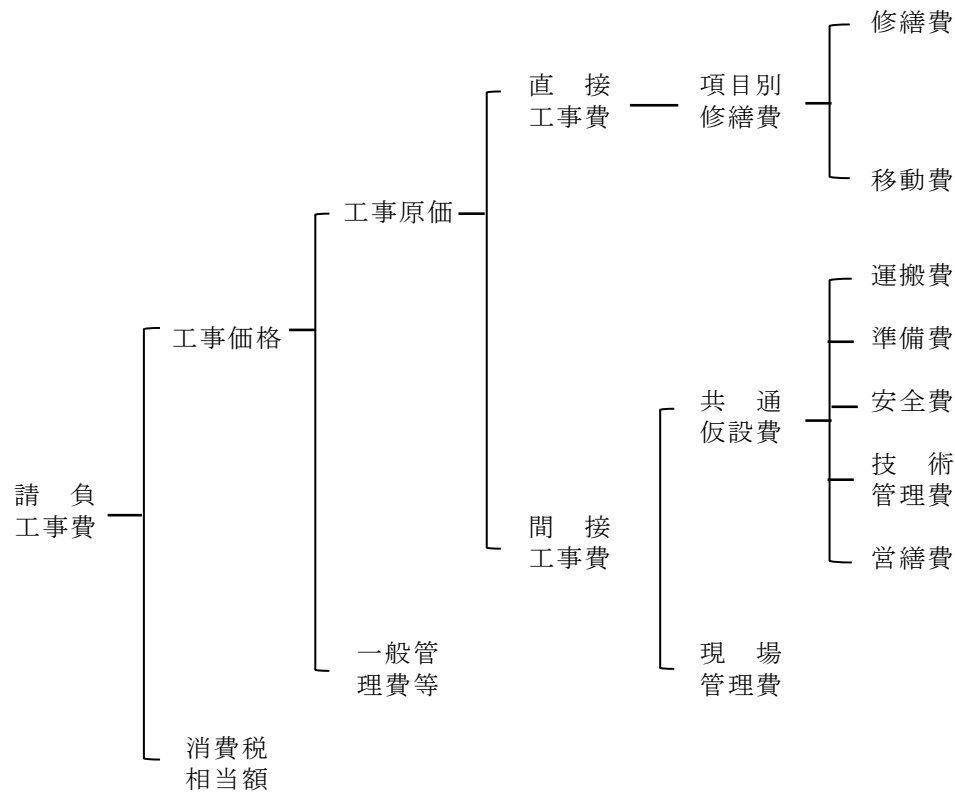 修繕費
直　接
工事費
項目別
修繕費
移動費
工事原価
運搬費
工事価格
準備費
共　通
仮設費
安全費
技　術
管理費
請　負
工事費
間　接
工事費
営繕費
一般管
理費等
現　場
管理費
消費税
相当額